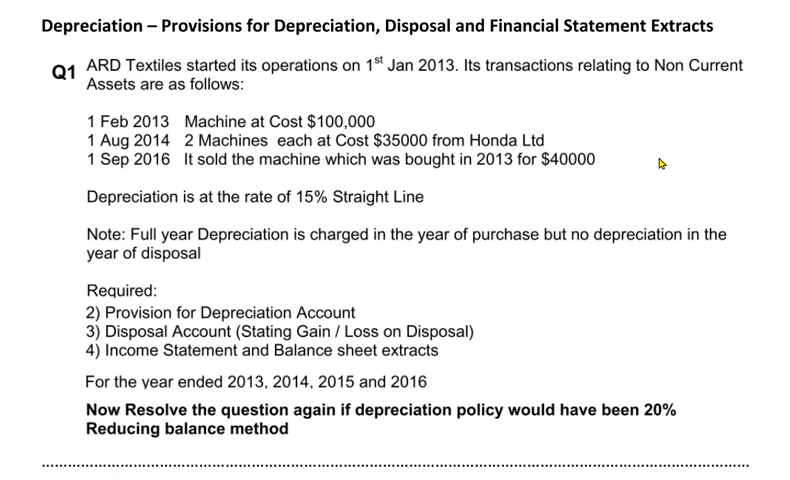 Depreciation – Provisions for Depreciation, Disposal and Financial Statement Extracts
Q1 ARD Textiles started its operations on 1st Jan 2013. Its transactions relating to Non Current
Assets are as follows:
1 Feb 2013 Machine at Cost $100,000
1 Aug 2014 2 Machines each at Cost $35000 from Honda Ltd
1 Sep 2016 It sold the machine which was bought in 2013 for $40000
Depreciation is at the rate of 15% Straight Line
Note: Full year Depreciation is charged in the year of purchase but no depreciation in the
year of disposal
Required:
2) Provision for Depreciation Account
3) Disposal Account (Stating Gain / Loss on Disposal)
4) Income Statement and Balance sheet extracts
For the year ended 2013, 2014, 2015 and 2016
Now Resolve the question again if depreciation policy would have been 20%
Reducing balance method